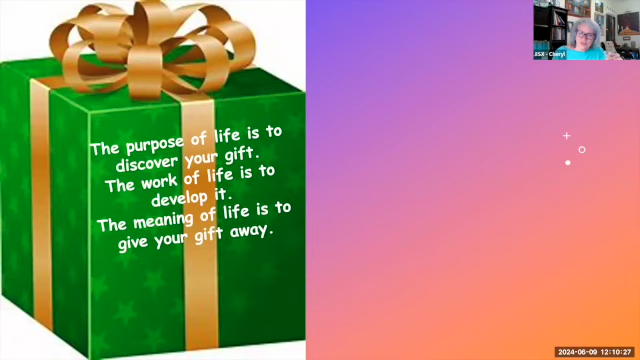 The purpose of life is to
discover your gift.
The work of life is to
develop it.
The meaning of life is to
give your gift away.
JISX - Cheryl
2024-06-09 12:10:27